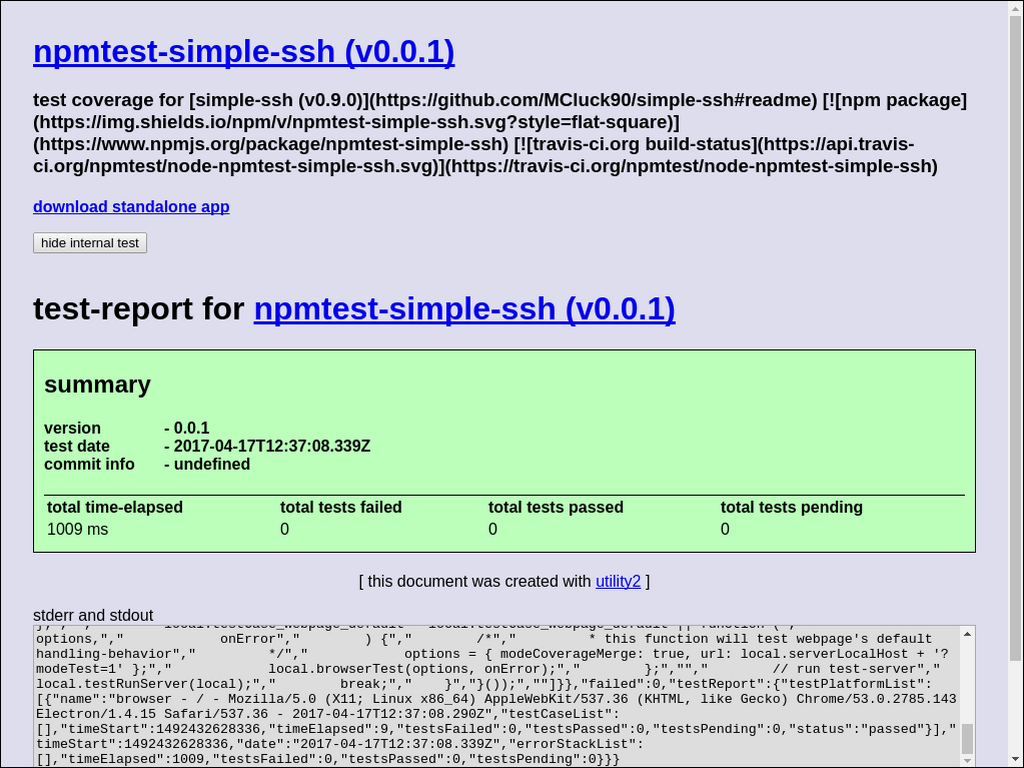 npmtest-simple-ssh (v0.0.1)
test coverage for [simple-ssh (v0.9.0)](https://github.com/MCluck90/simple-ssh#readme) [![npm package]
(https://img.shields.io/npm/v/npmtest-simple-ssh.svg?style=flat-square)]
(https://www.npmjs.org/package/npmtest-simple-ssh) [![travis-ci.org build-status](https://api.travis-
ci.org/npmtest/node-npmtest-simple-ssh.svg)](https://travis-ci.org/npmtest/node-npmtest-simple-ssh)
download standalone app
hide internal test
test-report for npmtest-simple-ssh (v0.0.1)
summary
version - 0.0.1
test date - 2017-04-17T12:37:08.339Z
commit info - undefined
total time-elapsed total tests failed total tests passed total tests pending
1009 ms 0 0 0
[ this document was created with utility2 ]
stderr and stdout
options,"," onError"," ) {"," /*"," * this function will test webpage's default
handling-behavior"," */"," options = { modeCoverageMerge: true, url: local.serverLocalHost + '?
modeTest=1' };"," local.browserTest(options, onError);"," };",""," // run test-server","
local.testRunServer(local);"," break;"," }","}());",""]}},"failed":0,"testReport":{"testPlatformList":
[{"name":"browser - / - Mozilla/5.0 (X11; Linux x86_64) AppleWebKit/537.36 (KHTML, like Gecko) Chrome/53.0.2785.143
Electron/1.4.15 Safari/537.36 - 2017-04-17T12:37:08.290Z","testCaseList":
[],"timeStart":1492432628336,"timeElapsed":9,"testsFailed":0,"testsPassed":0,"testsPending":0,"status":"passed"}],"
timeStart":1492432628336,"date":"2017-04-17T12:37:08.339Z","errorStackList":
[],"timeElapsed":1009,"testsFailed":0,"testsPassed":0,"testsPending":0}}}